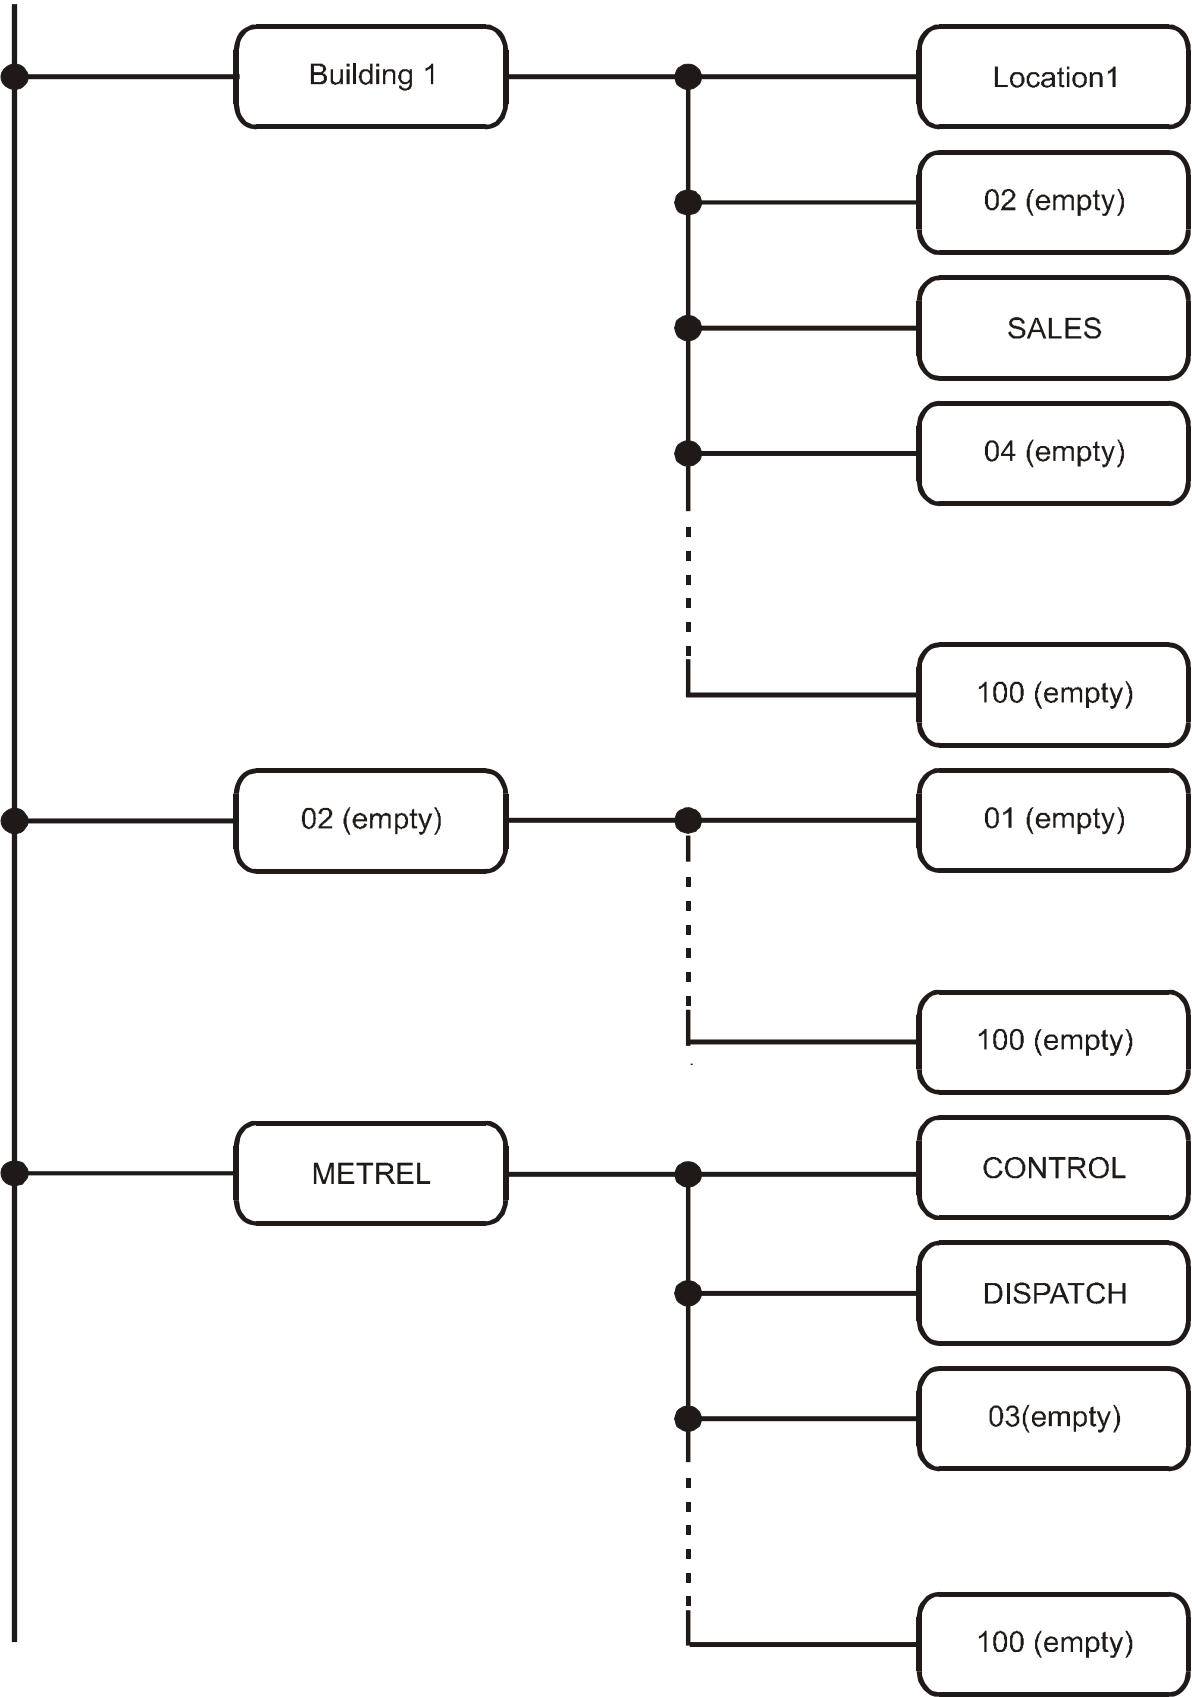 Building 1
Location1
02 (empty)
SALES
04 (empty)
100 (empty)
02 (empty)
01 (empty)
100 (empty)
METREL
CONTROL
DISPATCH
03(empty)
100 (empty)